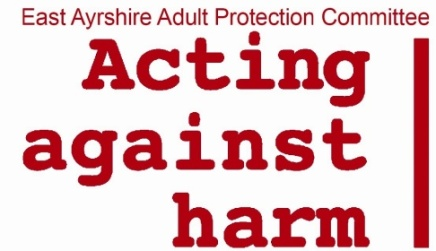 East Ayrshire Adult Protection Committee
Acting
against
harm